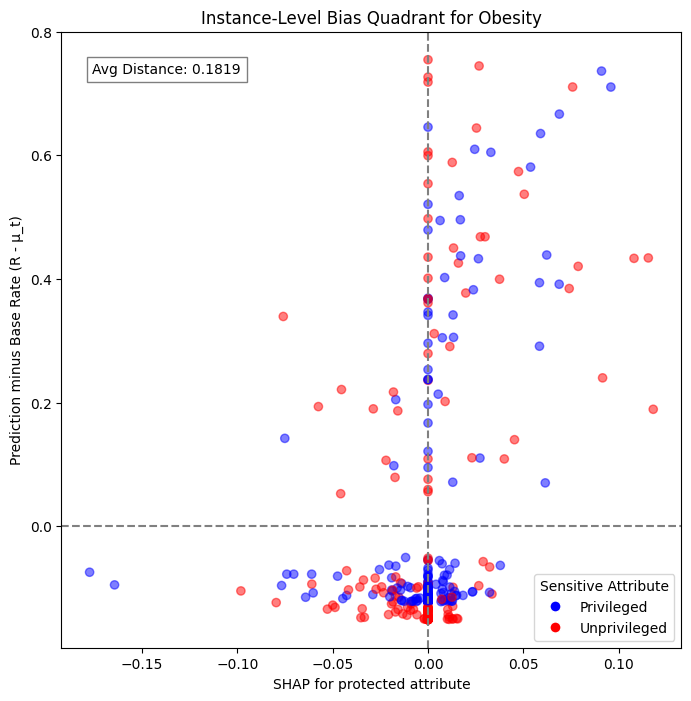 Instance-Level Bias Quadrant for Obesity
Avg Distance: 0.1819
Prediction minus Base Rate (R - μ_t)
0.8
0.6
0.4
0.2
0.0
Sensitive Attribute
Privileged
Unprivileged
−0.15
−0.10
−0.05
0.00
0.05
0.10
SHAP for protected attribute